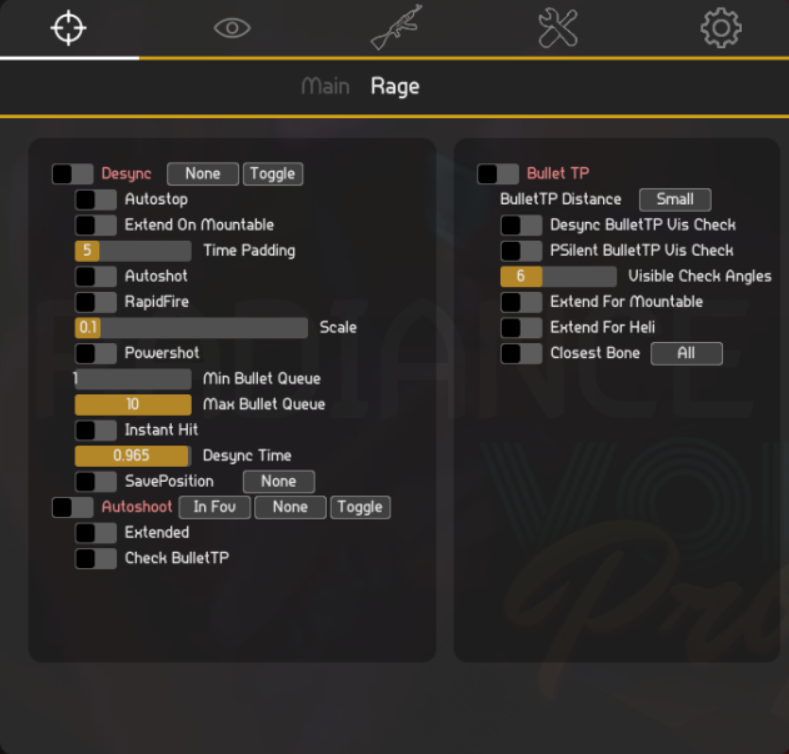 Main Rage
Desync None Toggle
Autostop
Extend On Mountable
5 Time Padding
Autoshot
RapidFire
0.1 Scale
Powershot
1 Min Bullet Queue
10 Max Bullet Queue
Instant Hit
0.965 Desync Time
SavePosition None
Autoshoot In Fov None Toggle
Extended
Check BulletTP
Bullet TP
BulletTP Distance Small
Desync BulletTP Vis Check
PSilent BulletTP Vis Check
6 Visible Check Angles
Extend For Mountable
Extend For Heli
Closest Bone All
RADIANCE